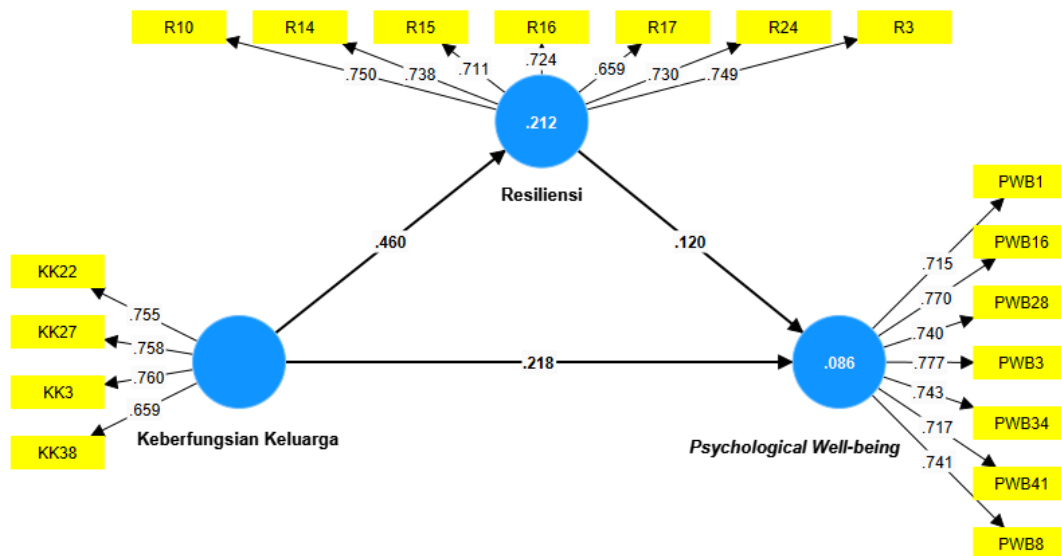 R10 R14 R15 R16 R17 R24 R3
.750 .738 .711 .724 .659 .730 .749
.212
Resiliensi
.460 .120
KK22
KK27
KK3
KK38
.755
.758
.760
.659
Keberfungsian Keluarga
.218
.086
Psychological Well-being
.715
.770
.740
.777
.743
.717
.741
PWB1
PWB16
PWB28
PWB3
PWB34
PWB41
PWB8